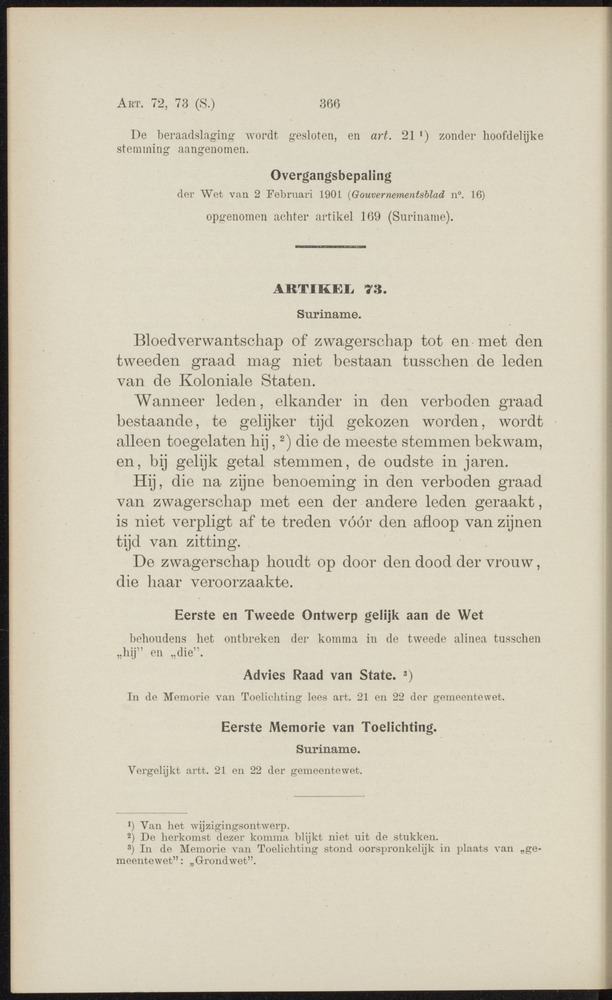 ART. 72, 73 (S.) 366
De beraadslaging wordt gesloten, en art. 21 ¹) zonder hoofdelijke
stemming aangenomen.
Overgangsbepaling
der Wet van 2 Februari 1901 (Gouvernementsblad nº. 16)
opgenomen achter artikel 169 (Suriname).
ARTIKEL 73.
Suriname.
Bloedverwantschap of zwagerschap tot en met den
tweeden graad mag niet bestaan tusschen de leden
van de Koloniale Staten.
Wanneer leden, elkander in den verboden graad
bestaande, te gelijker tijd gekozen worden, wordt
alleen toegelaten hij, ²) die de meeste stemmen bekwam,
en, bij gelijk getal stemmen, de oudste in jaren.
Hij, die na zijne benoeming in den verboden graad
van zwagerschap met een der andere leden geraakt,
is niet verpligt af te treden vóór den afloop van zijnen
tijd van zitting.
De zwagerschap houdt op door den dood der vrouw,
die haar veroorzaakte.
Eerste en Tweede Ontwerp gelijk aan de Wet
behoudens het ontbreken der komma in de tweede alinea tusschen
„hij” en „die”.
Advies Raad van State. ³)
In de Memorie van Toelichting lees art. 21 en 22 der gemeentewet.
Eerste Memorie van Toelichting.
Suriname.
Vergelijkt artt. 21 en 22 der gemeentewet.
¹) Van het wijzigingsontwerp.
²) De herkomst dezer komma blijkt niet uit de stukken.
³) In de Memorie van Toelichting stond oorspronkelijk in plaats van „ge-
meentewet”: „Grondwet”.